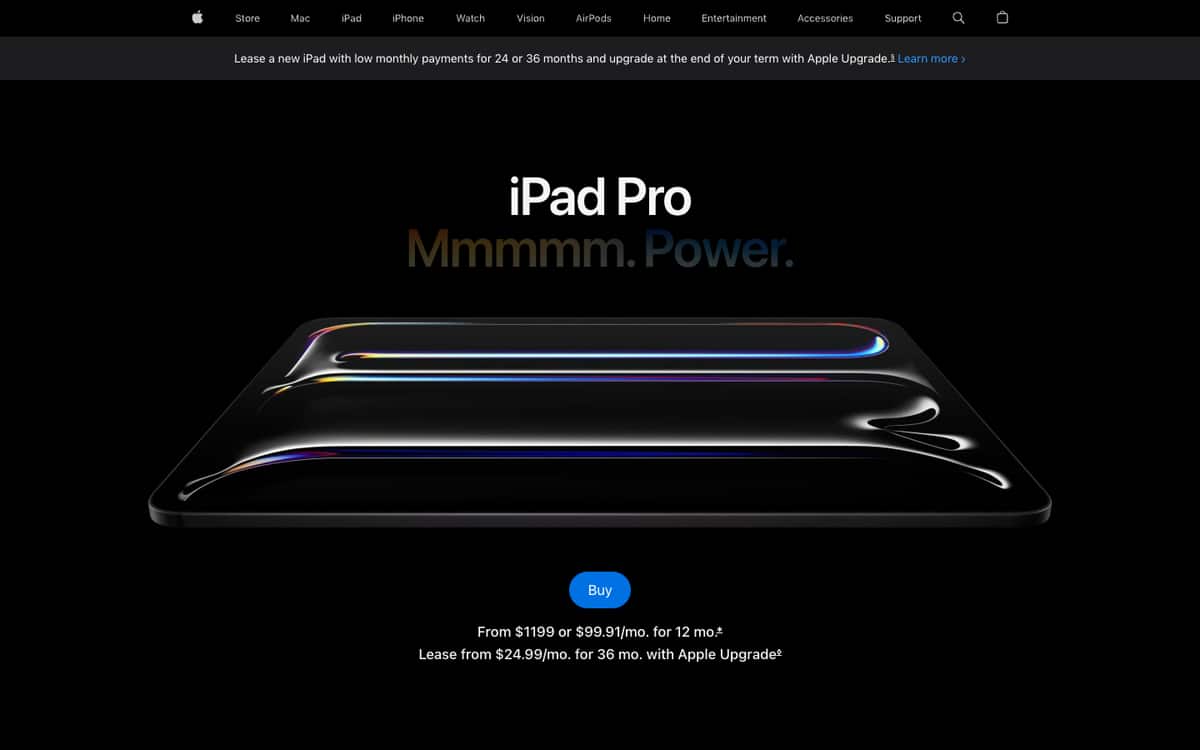 Store Mac iPad iPhone Watch Vision AirPods Home Entertainment Accessories Support
Lease a new iPad with low monthly payments for 24 or 36 months and upgrade at the end of your term with Apple Upgrade.§ Learn more ›
iPad Pro
Mmmmm. Power.
Buy
From $1199 or $99.91/mo. for 12 mo.*
Lease from $24.99/mo. for 36 mo. with Apple Upgrade◊